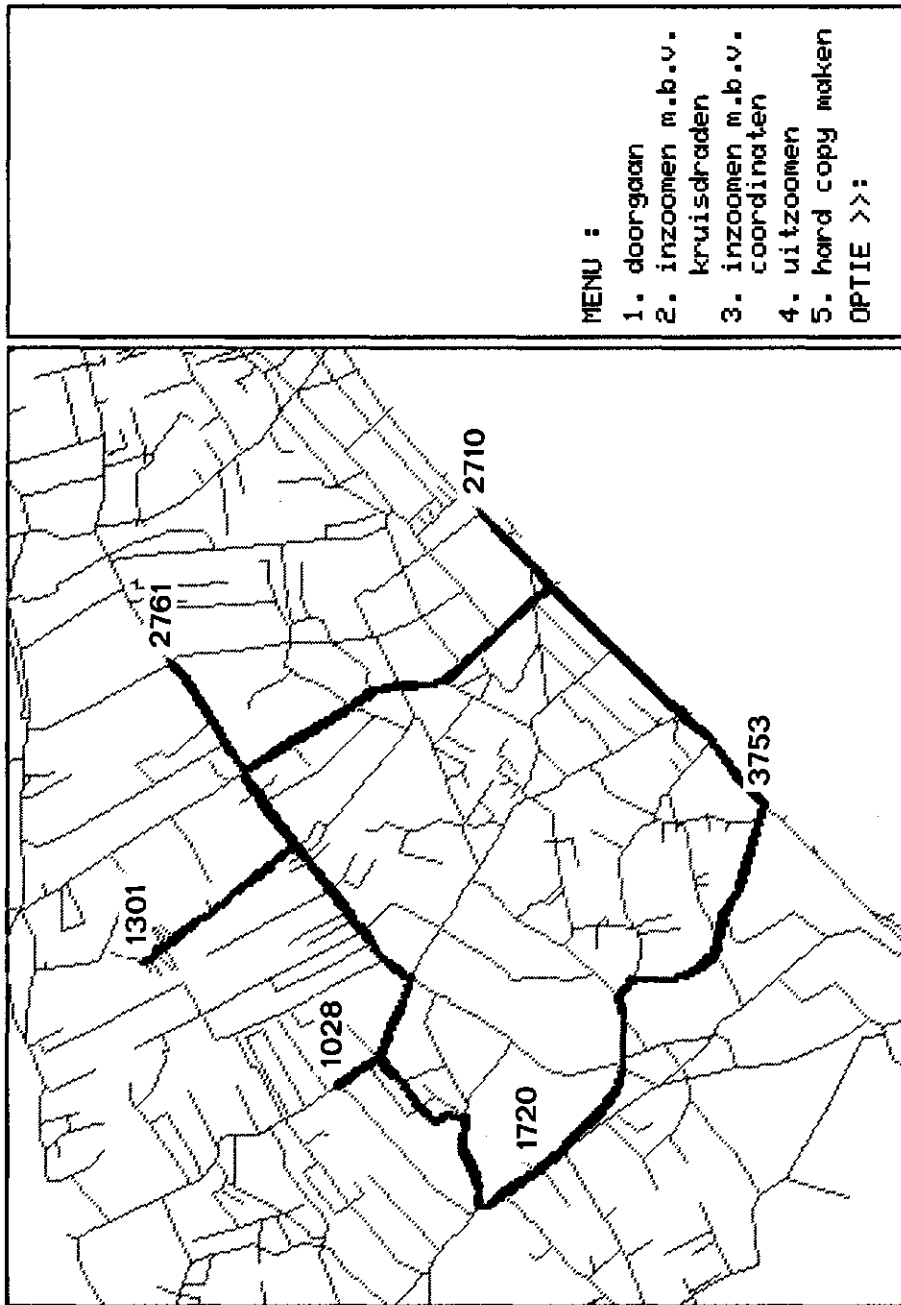 1301
2761
1028
2710
1720
3753
MENU :
1. doorgaan
2. inzoomen m.b.v.
kruisdraden
3. inzoomen m.b.v.
coordinaten
4. uitzoomen
5. hard copy maken
OPTIE >>: